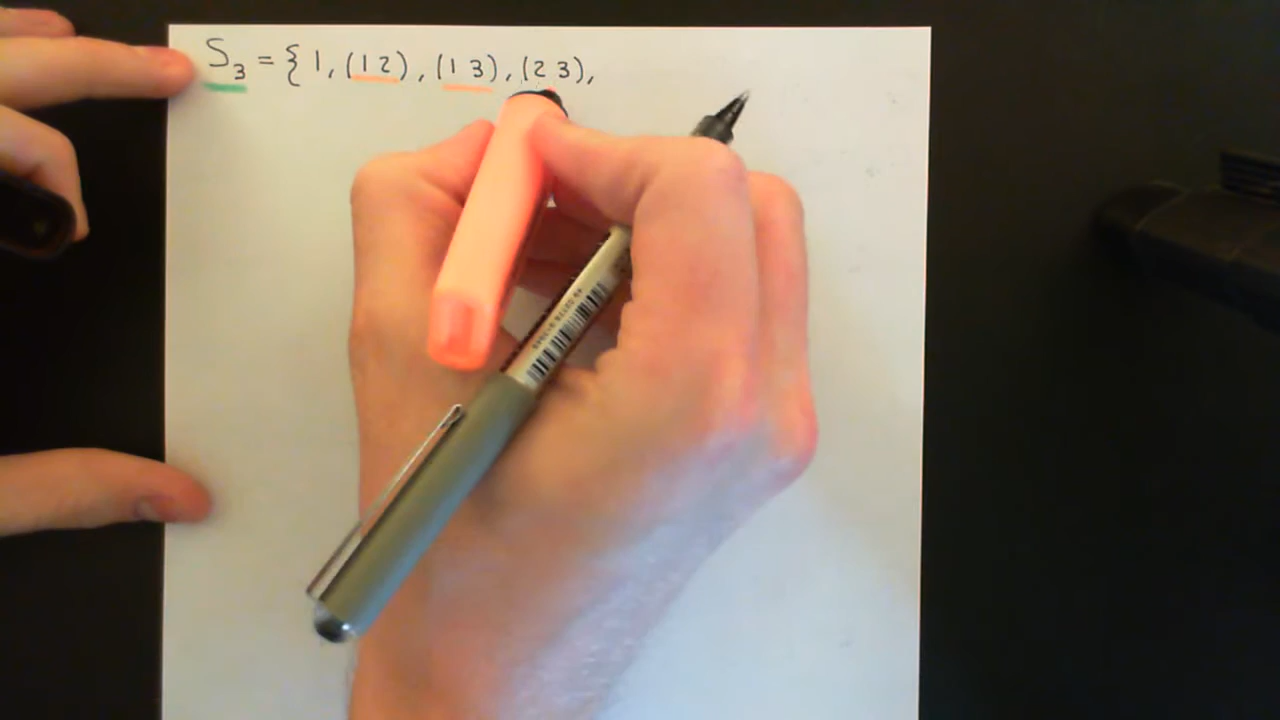 S₃ = { 1, (1 2), (1 3), (2 3),